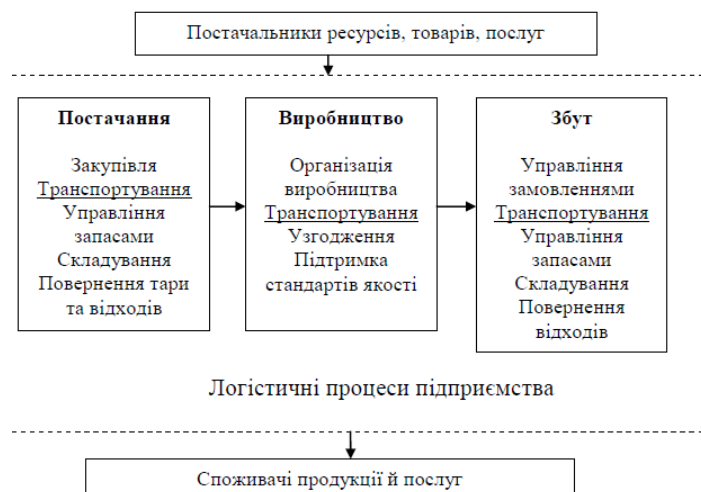 Постачальники ресурсів, товарів, послуг
Постачання
Закупівля
Транспортування
Управління
запасами
Складування
Повернення тари
та відходів
Виробництво
Організація
виробництва
Транспортування
Узгодження
Підтримка
стандартів якості
Збут
Управління
замовленнями
Транспортування
Управління
запасами
Складування
Повернення
відходів
Логістичні процеси підприємства
Споживачі продукції й послуг